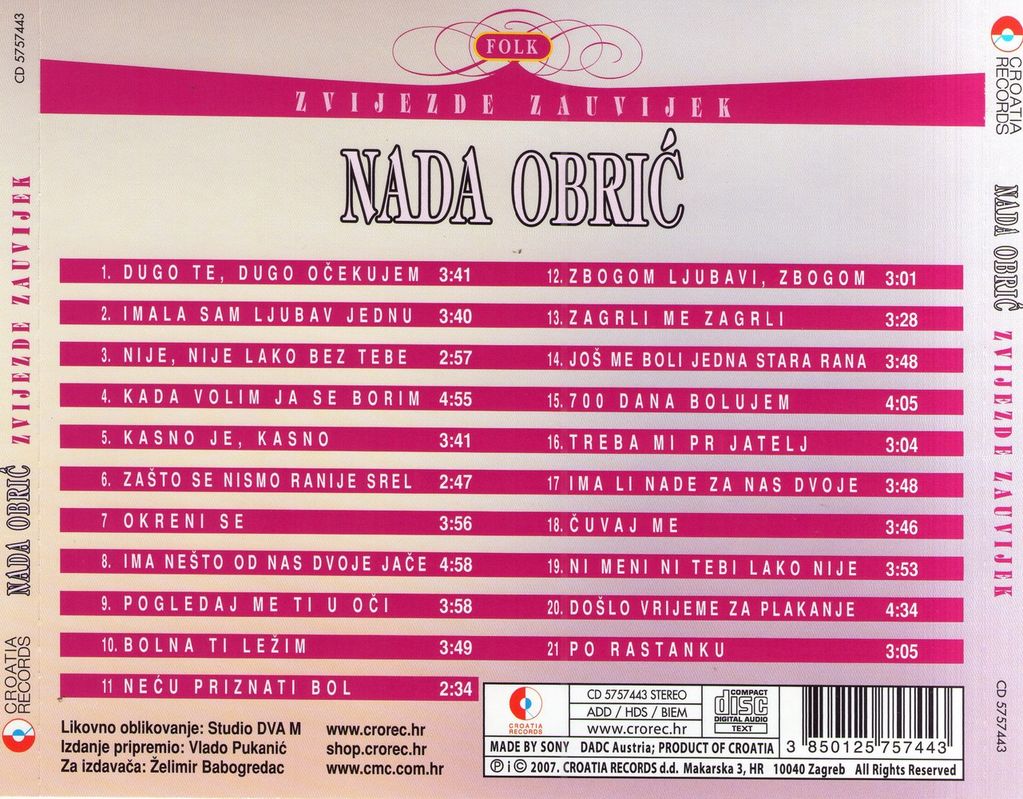 FOLK
ZVIJEZDE ZAUVIJEK
NADA OBRIĆ
1. DUGO TE, DUGO OČEKUJEM 3:41
2. IMALA SAM LJUBAV JEDNU 3:40
3. NIJE, NIJE LAKO BEZ TEBE 2:57
4. KADA VOLIM JA SE BORIM 4:55
5. KASNO JE, KASNO 3:41
6. ZAŠTO SE NISMO RANIJE SREL 2:47
7 OKRENI SE 3:56
8. IMA NEŠTO OD NAS DVOJE JAČE 4:58
9. POGLEDAJ ME TI U OČI 3:58
10. BOLNA TI LEŽIM 3:49
11 NEĆU PRIZNATI BOL 2:34
12. ZBOGOM LJUBAVI, ZBOGOM 3:01
13. ZAGRLI ME ZAGRLI 3:28
14. JOŠ ME BOLI JEDNA STARA RANA 3:48
15. 700 DANA BOLUJEM 4:05
16. TREBA MI PR JATELJ 3:04
17 IMA LI NADE ZA NAS DVOJE 3:48
18. ČUVAJ ME 3:46
19. NI MENI NI TEBI LAKO NIJE 3:53
20. DOŠLO VRIJEME ZA PLAKANJE 4:34
21 PO RASTANKU 3:05
Likovno oblikovanje: Studio DVA M
Izdanje pripremio: Vlado Pukanić
Za izdavača: Želimir Babogredac
www.crorec.hr
shop.crorec.hr
www.cmc.com.hr
CROATIA
RECORDS
CD 5757443 STEREO
ADD / HDS / BIEM
www.crorec.hr
COMPACT
disc
DIGITAL AUDIO
TEXT
MADE BY SONY DADC Austria; PRODUCT OF CROATIA
3 850125 757443
Ⓟ i © 2007. CROATIA RECORDS d.d. Makarska 3, HR 10040 Zagreb All Rights Reserved
CD 5757443
ZVIJEZDE ZAUVIJEK
NADA OBRIĆ
CROATIA
RECORDS
CROATIA
RECORDS
NADA OBRIĆ
ZVIJEZDE ZAUVIJEK
CD 5757443